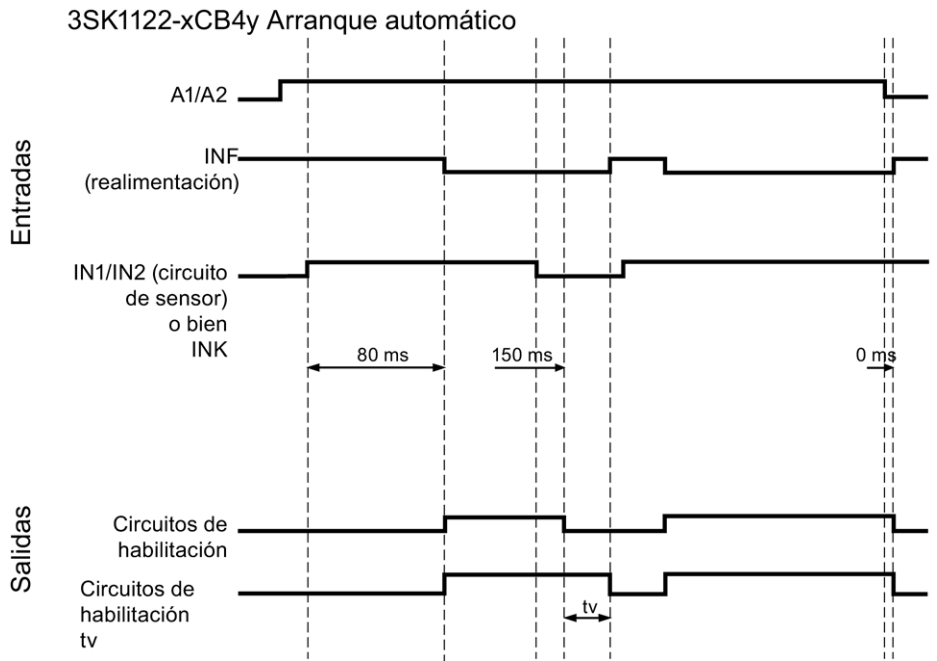 3SK1122-xCB4y Arranque automático
Entradas
A1/A2
INF
(realimentación)
IN1/IN2 (circuito
de sensor)
o bien
INK
80 ms
150 ms
0 ms
Salidas
Circuitos de
habilitación
Circuitos de
habilitación
tv
tv